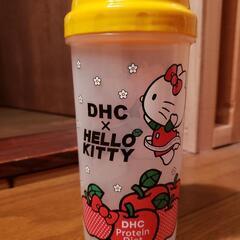 DHC
×
HELLO
KITTY
DHC
Protein
Diet